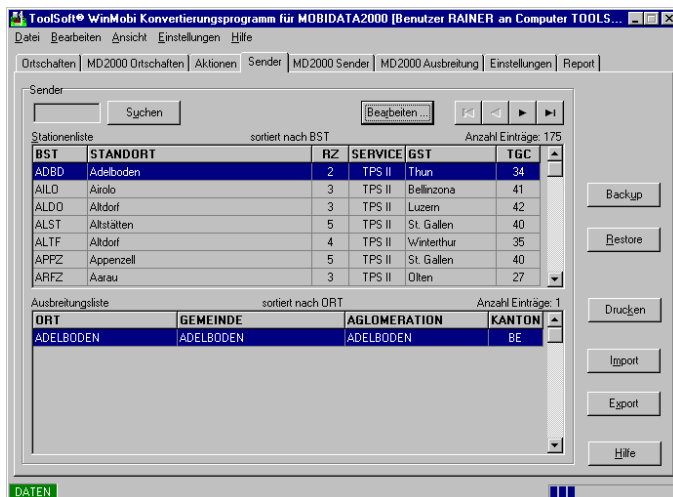 ToolSoft® WinMobi Konvertierungsprogramm für MOBIDATA2000 [Benutzer RAINER an Computer TOOLS...
Datei Bearbeiten Ansicht Einstellungen Hilfe
Ortschaften MD2000 Ortschaften Aktionen Sender MD2000 Sender MD2000 Ausbreitung Einstellungen Report
Sender
Suchen Bearbeiten ...
Stationenliste sortiert nach BST Anzahl Einträge: 175
BST STANDORT RZ SERVICE GST TGC
ADBD Adelboden 2 TPS II Thun 34
AILO Airolo 3 TPS II Bellinzona 41
ALDO Altdorf 3 TPS II Luzern 42
ALST Altstätten 5 TPS II St. Gallen 40
ALTF Altdorf 4 TPS II Winterthur 35
APPZ Appenzell 5 TPS II St. Gallen 40
ARFZ Aarau 3 TPS II Olten 27
Backup
Restore
Ausbreitungsliste sortiert nach ORT Anzahl Einträge: 1
ORT GEMEINDE AGLOMERATION KANTON
ADELBODEN ADELBODEN ADELBODEN BE
Drucken
Import
Export
Hilfe
DATEN